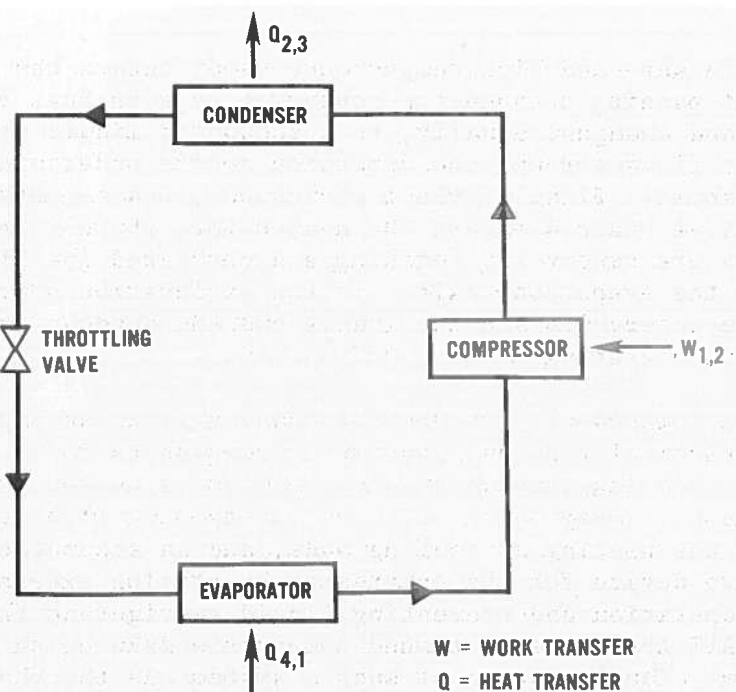 Q2,3
CONDENSER
THROTTLING
VALVE
COMPRESSOR
W1,2
EVAPORATOR
Q4,1
W = WORK TRANSFER
Q = HEAT TRANSFER